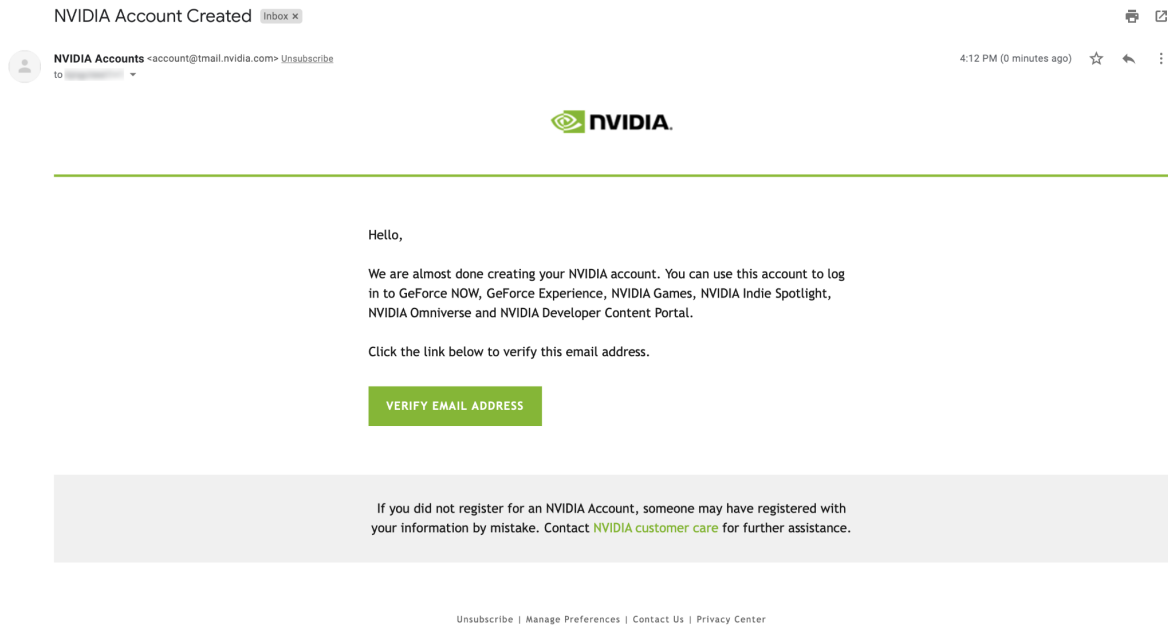 NVIDIA Account Created Inbox x
NVIDIA Accounts <account@tmail.nvidia.com> Unsubscribe 4:12 PM (0 minutes ago)
to
NVIDIA.
Hello,
We are almost done creating your NVIDIA account. You can use this account to log
in to GeForce NOW, GeForce Experience, NVIDIA Games, NVIDIA Indie Spotlight,
NVIDIA Omniverse and NVIDIA Developer Content Portal.
Click the link below to verify this email address.
VERIFY EMAIL ADDRESS
If you did not register for an NVIDIA Account, someone may have registered with
your information by mistake. Contact NVIDIA customer care for further assistance.
Unsubscribe | Manage Preferences | Contact Us | Privacy Center